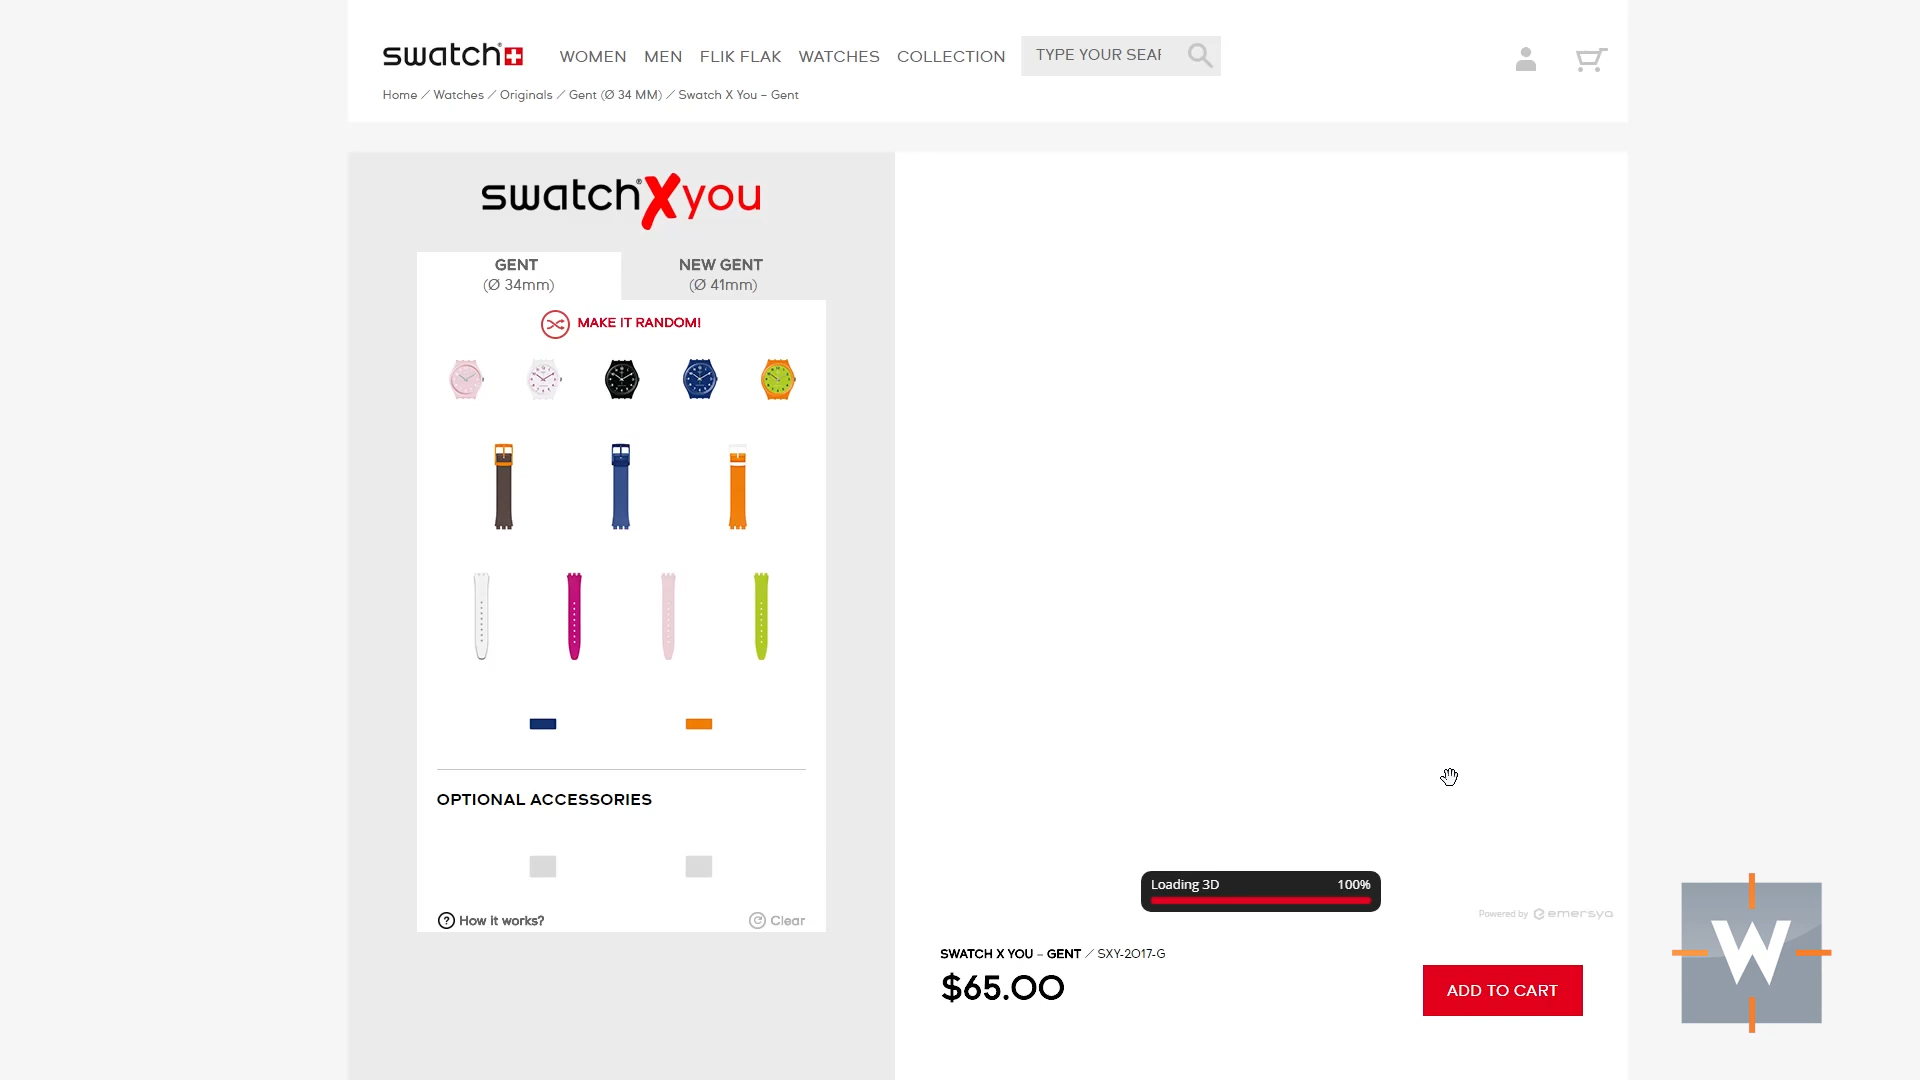 swatch
WOMEN MEN FLIK FLAK WATCHES COLLECTION TYPE YOUR SEAR
Home / Watches / Originals / Gent (Ø 34 MM) / Swatch X You – Gent
swatch® X you
GENT
(Ø 34mm)
NEW GENT
(Ø 41mm)
MAKE IT RANDOM!
OPTIONAL ACCESSORIES
How it works?
Clear
Loading 3D 100%
Powered by emersya
SWATCH X YOU – GENT / SXY-2017-G
$65.00
ADD TO CART
W